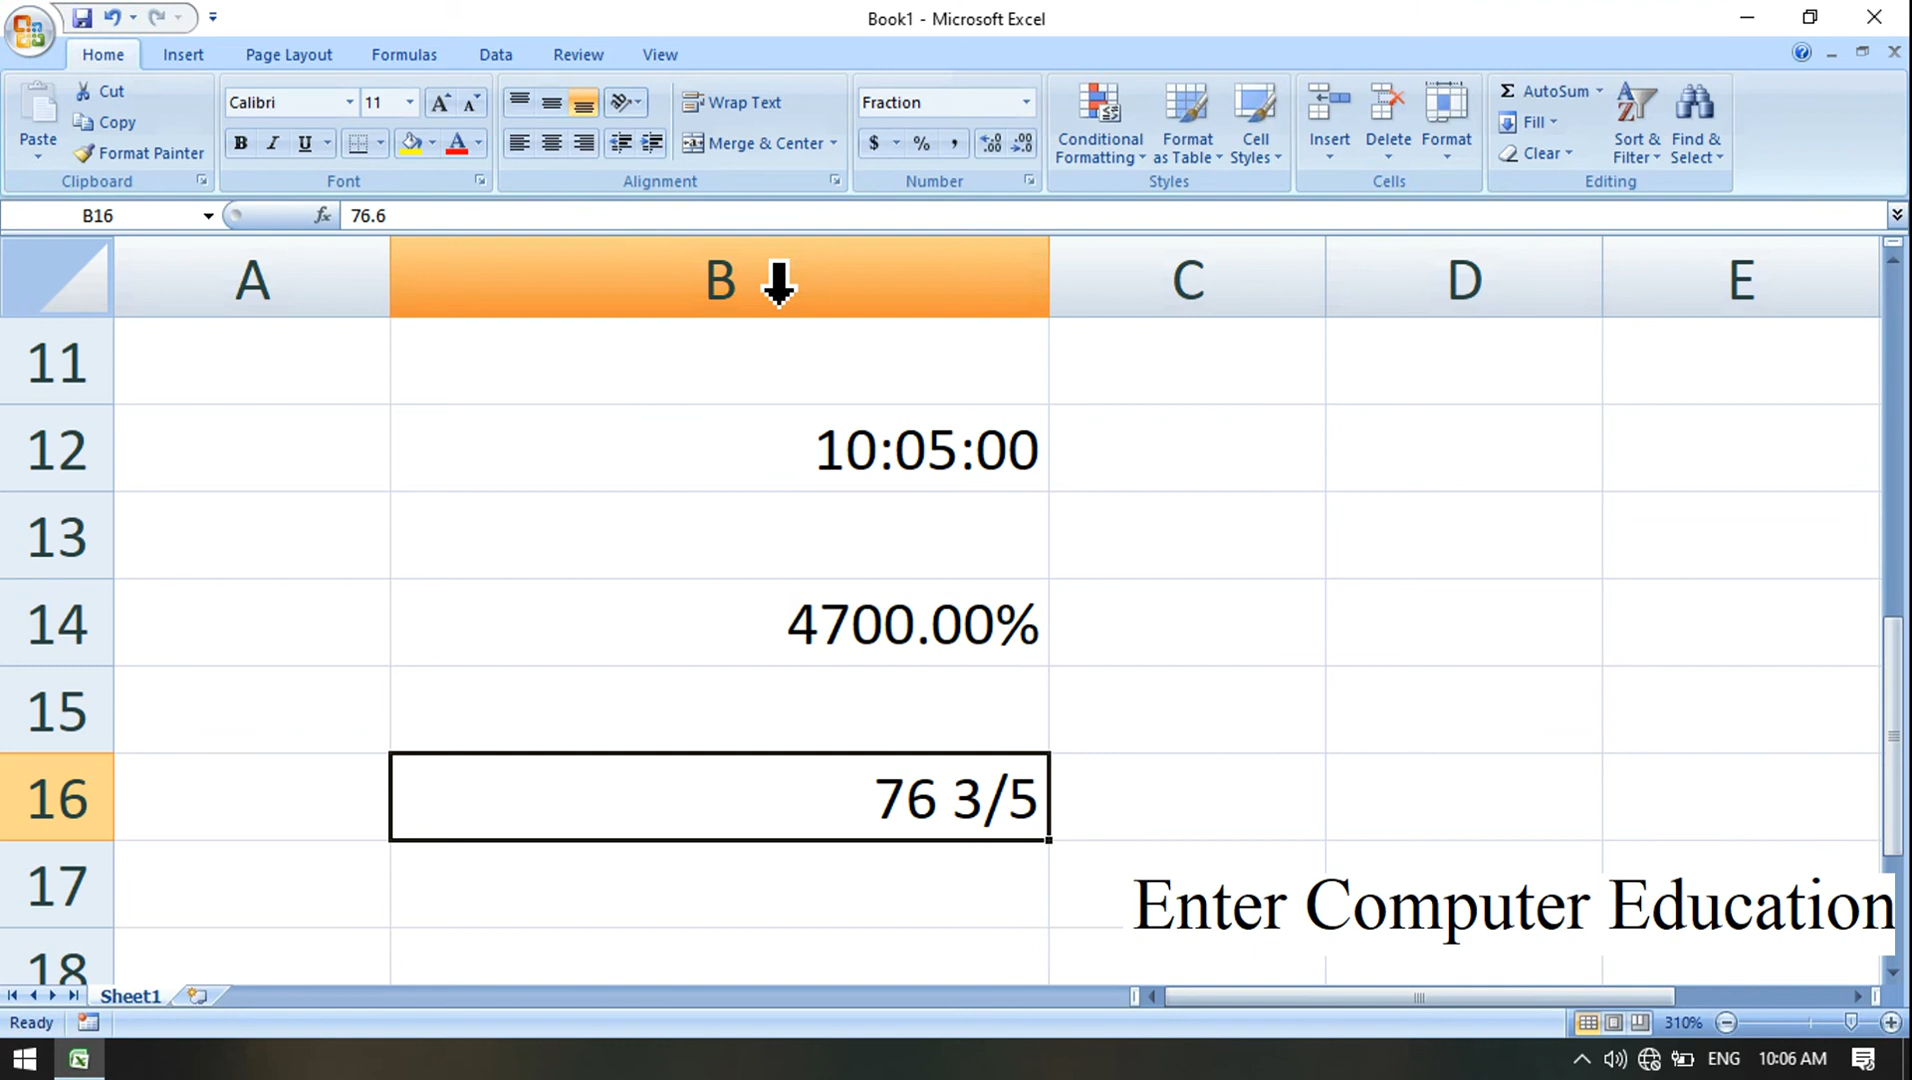 Book1 - Microsoft Excel
Home Insert Page Layout Formulas Data Review View
Paste
Cut
Copy
Format Painter
Clipboard
Calibri 11
B I U
Font
Wrap Text
Merge & Center
Alignment
Fraction
$ % ,
Number
Conditional Formatting
Format as Table
Cell Styles
Styles
Insert Delete Format
Cells
Σ AutoSum
Fill
Clear
Sort & Filter
Find & Select
Editing
B16 fx 76.6
A B C D E
11
12 10:05:00
13
14 4700.00%
15
16 76 3/5
17
Enter Computer Education
18
Sheet1
Ready 310%
ENG 10:06 AM